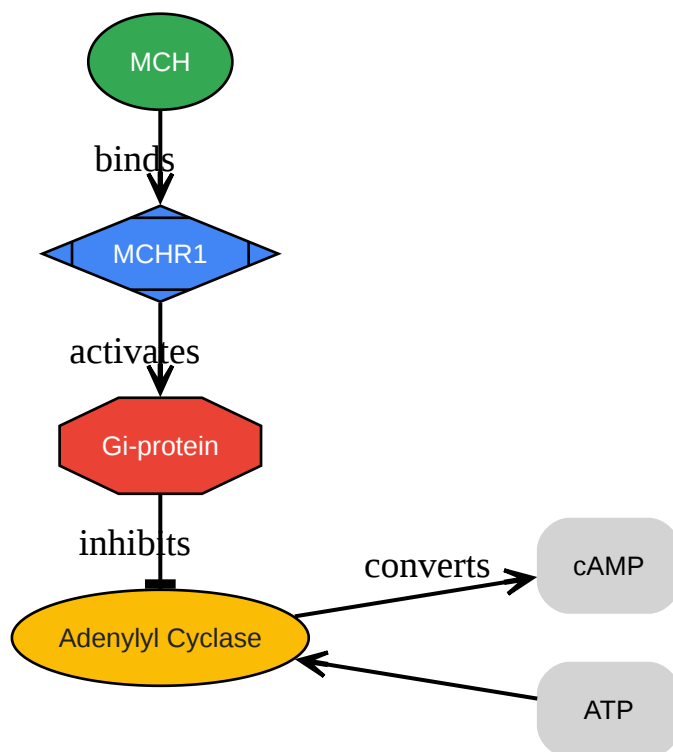 MCH
binds
MCHR1
activates
Gi-protein
inhibits
converts
cAMP
Adenylyl Cyclase
ATP